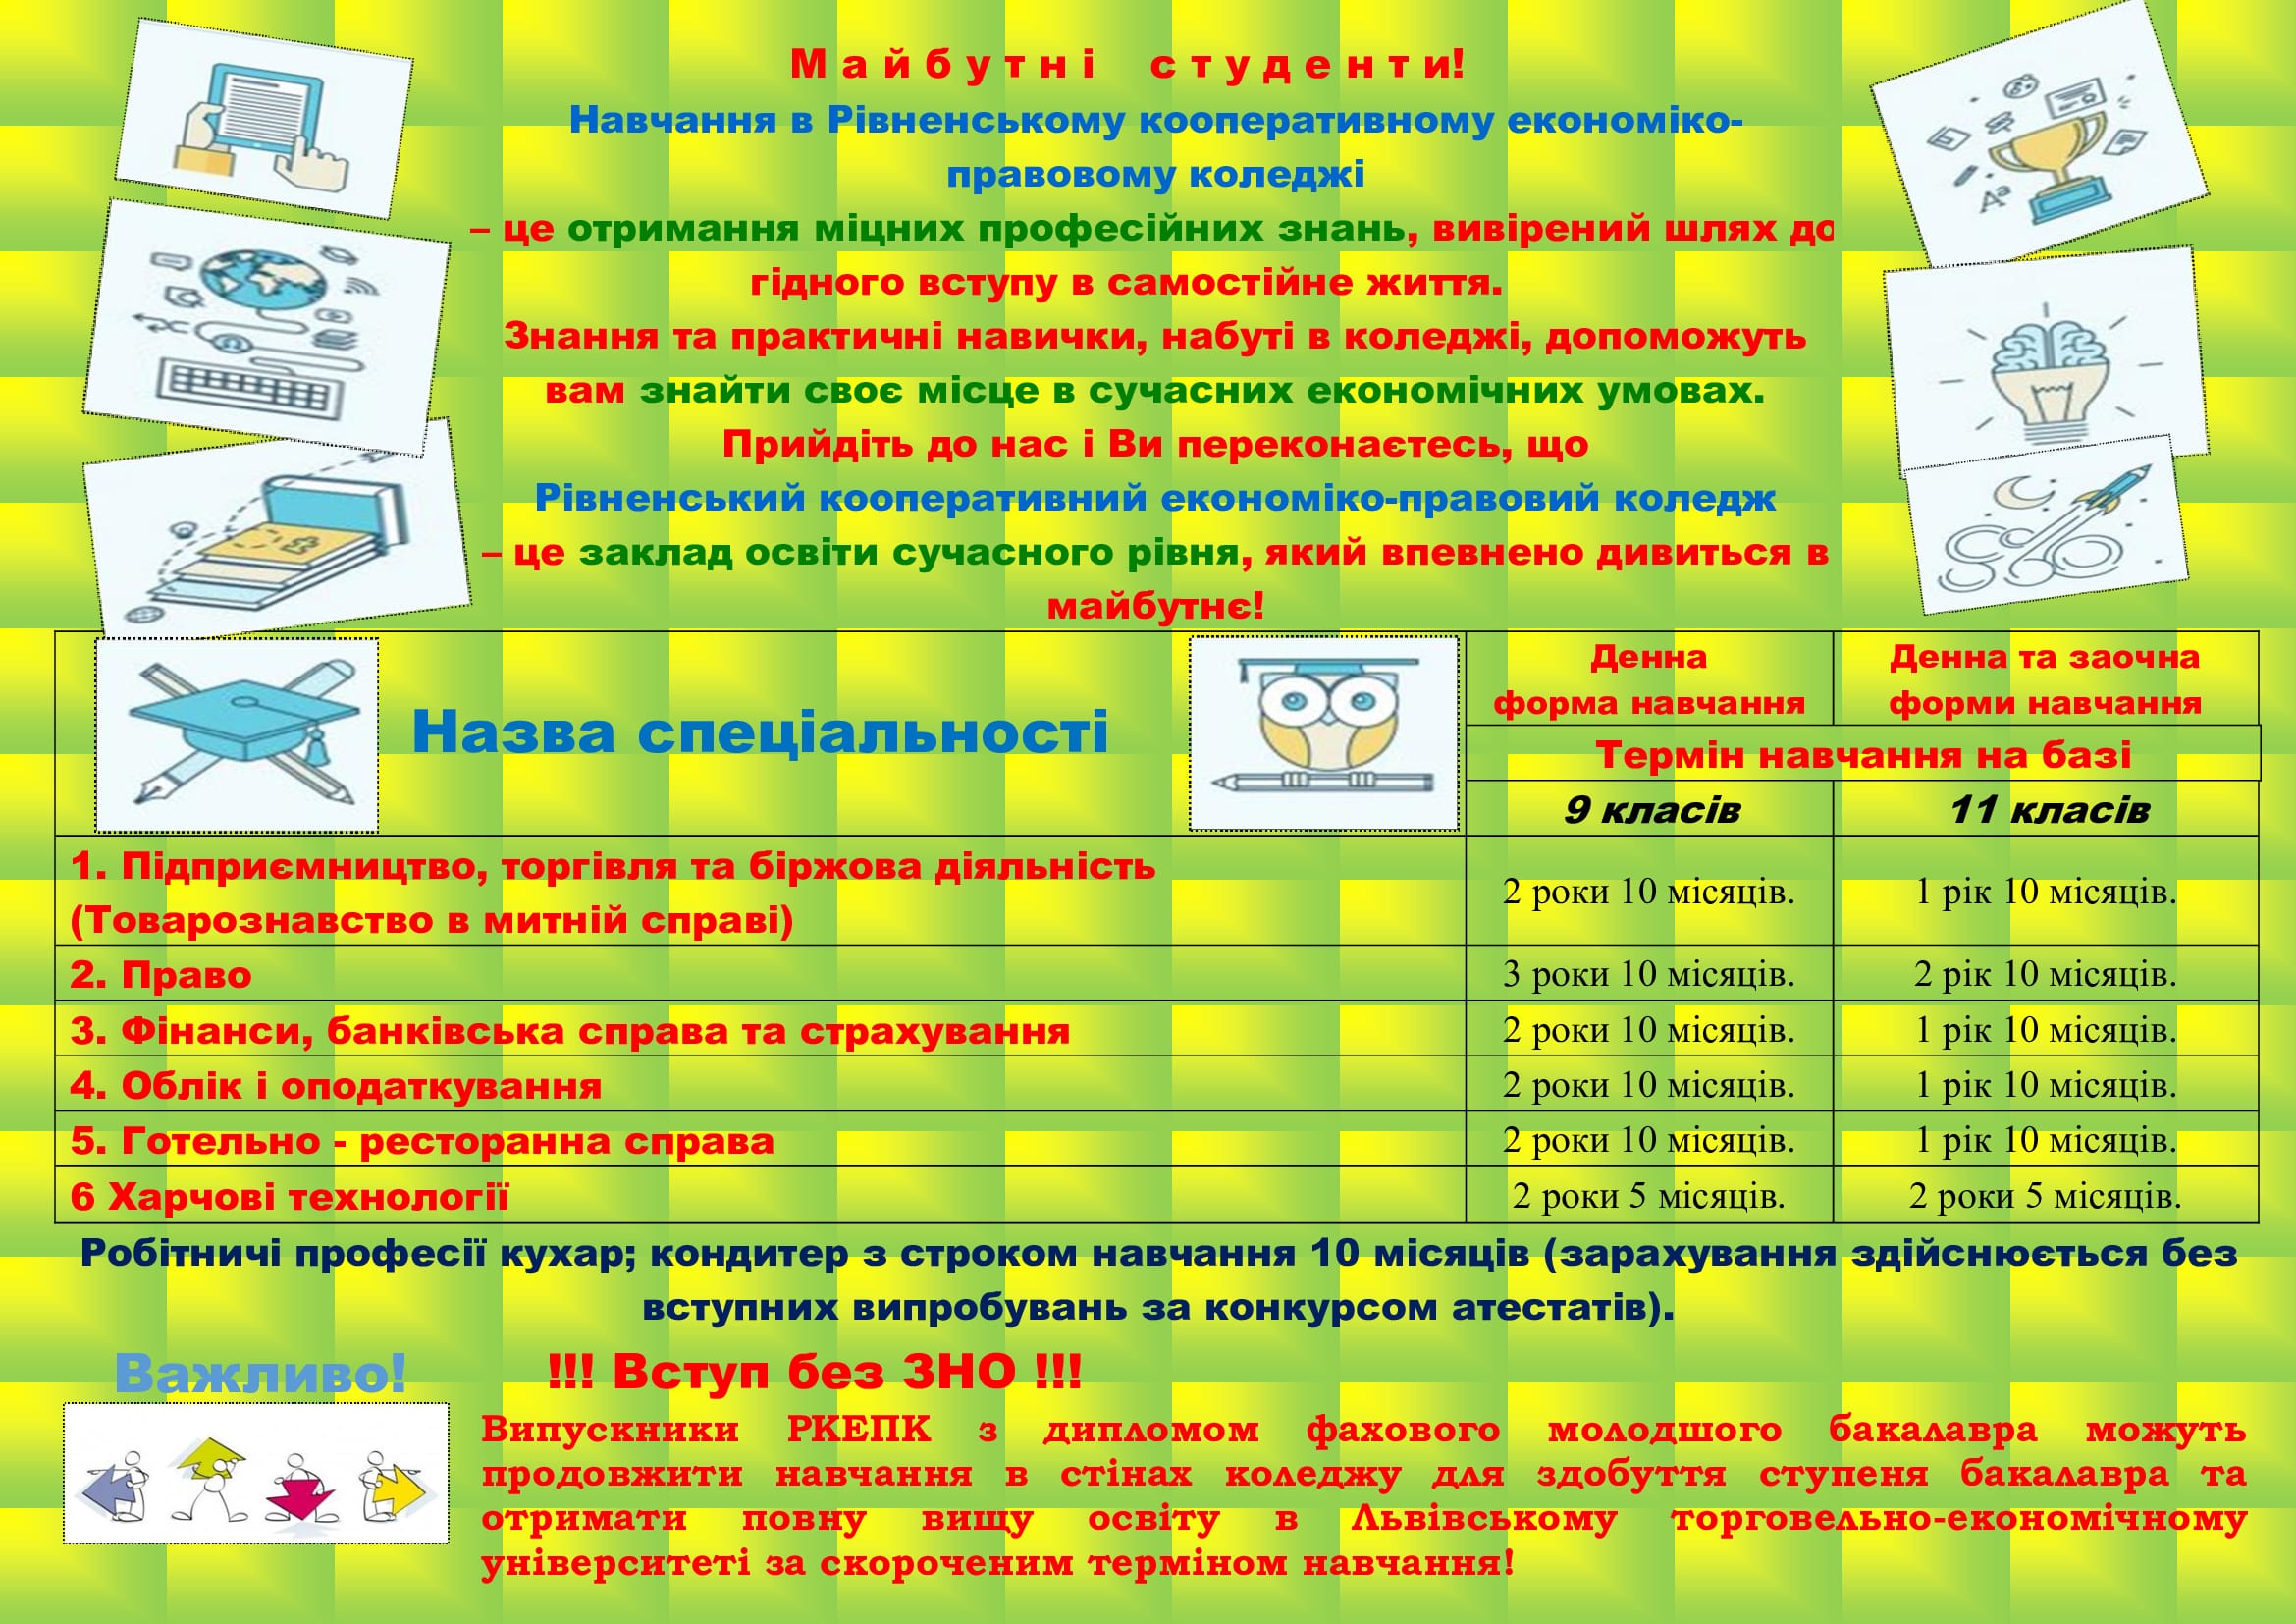 Майбутні студенти!
Навчання в Рівненському кооперативному економіко-
правовому коледжі
– це отримання міцних професійних знань, вивірений шлях до
гідного вступу в самостійне життя.
Знання та практичні навички, набуті в коледжі, допоможуть
вам знайти своє місце в сучасних економічних умовах.
Прийдіть до нас і Ви переконаєтесь, що
Рівненський кооперативний економіко-правовий коледж
– це заклад освіти сучасного рівня, який впевнено дивиться в
майбутнє!
Назва спеціальності
Денна
форма навчання
Денна та заочна
форми навчання
Термін навчання на базі
9 класів 11 класів
1. Підприємництво, торгівля та біржова діяльність
(Товарознавство в митній справі)
2 роки 10 місяців. 1 рік 10 місяців.
2. Право 3 роки 10 місяців. 2 рік 10 місяців.
3. Фінанси, банківська справа та страхування 2 роки 10 місяців. 1 рік 10 місяців.
4. Облік і оподаткування 2 роки 10 місяців. 1 рік 10 місяців.
5. Готельно - ресторанна справа 2 роки 10 місяців. 1 рік 10 місяців.
6 Харчові технології 2 роки 5 місяців. 2 роки 5 місяців.
Робітничі професії кухар; кондитер з строком навчання 10 місяців (зарахування здійснюється без
вступних випробувань за конкурсом атестатів).
Важливо! !!! Вступ без ЗНО !!!
Випускники РКЕПК з дипломом фахового молодшого бакалавра можуть
продовжити навчання в стінах коледжу для здобуття ступеня бакалавра та
отримати повну вищу освіту в Львівському торговельно-економічному
університеті за скороченим терміном навчання!